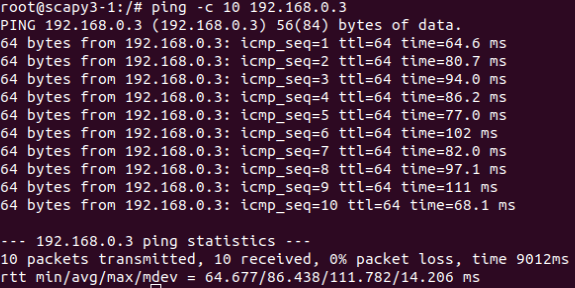 root@scapy3-1:/# ping -c 10 192.168.0.3
PING 192.168.0.3 (192.168.0.3) 56(84) bytes of data.
64 bytes from 192.168.0.3: icmp_seq=1 ttl=64 time=64.6 ms
64 bytes from 192.168.0.3: icmp_seq=2 ttl=64 time=80.7 ms
64 bytes from 192.168.0.3: icmp_seq=3 ttl=64 time=94.0 ms
64 bytes from 192.168.0.3: icmp_seq=4 ttl=64 time=86.2 ms
64 bytes from 192.168.0.3: icmp_seq=5 ttl=64 time=77.0 ms
64 bytes from 192.168.0.3: icmp_seq=6 ttl=64 time=102 ms
64 bytes from 192.168.0.3: icmp_seq=7 ttl=64 time=82.0 ms
64 bytes from 192.168.0.3: icmp_seq=8 ttl=64 time=97.1 ms
64 bytes from 192.168.0.3: icmp_seq=9 ttl=64 time=111 ms
64 bytes from 192.168.0.3: icmp_seq=10 ttl=64 time=68.1 ms
--- 192.168.0.3 ping statistics ---
10 packets transmitted, 10 received, 0% packet loss, time 9012ms
rtt min/avg/max/mdev = 64.677/86.438/111.782/14.206 ms